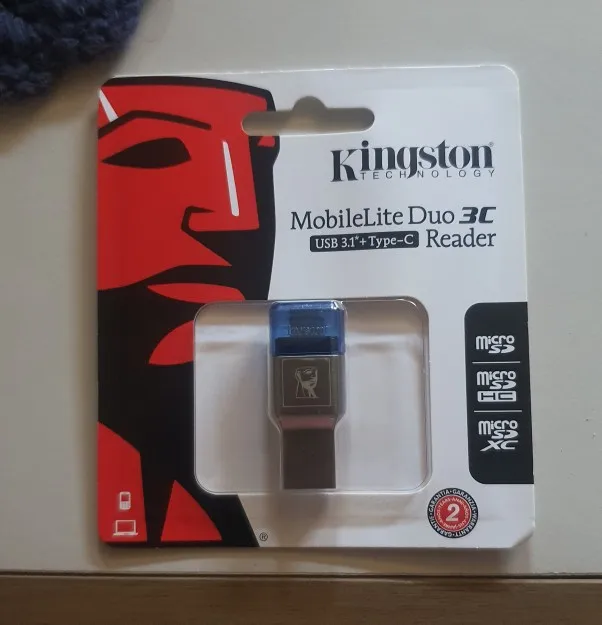 Kingston
TECHNOLOGY
MobileLite Duo 3C
USB 3.1*+Type-C Reader
micro
SD
micro
SD
HC
micro
SD
XC
2
®